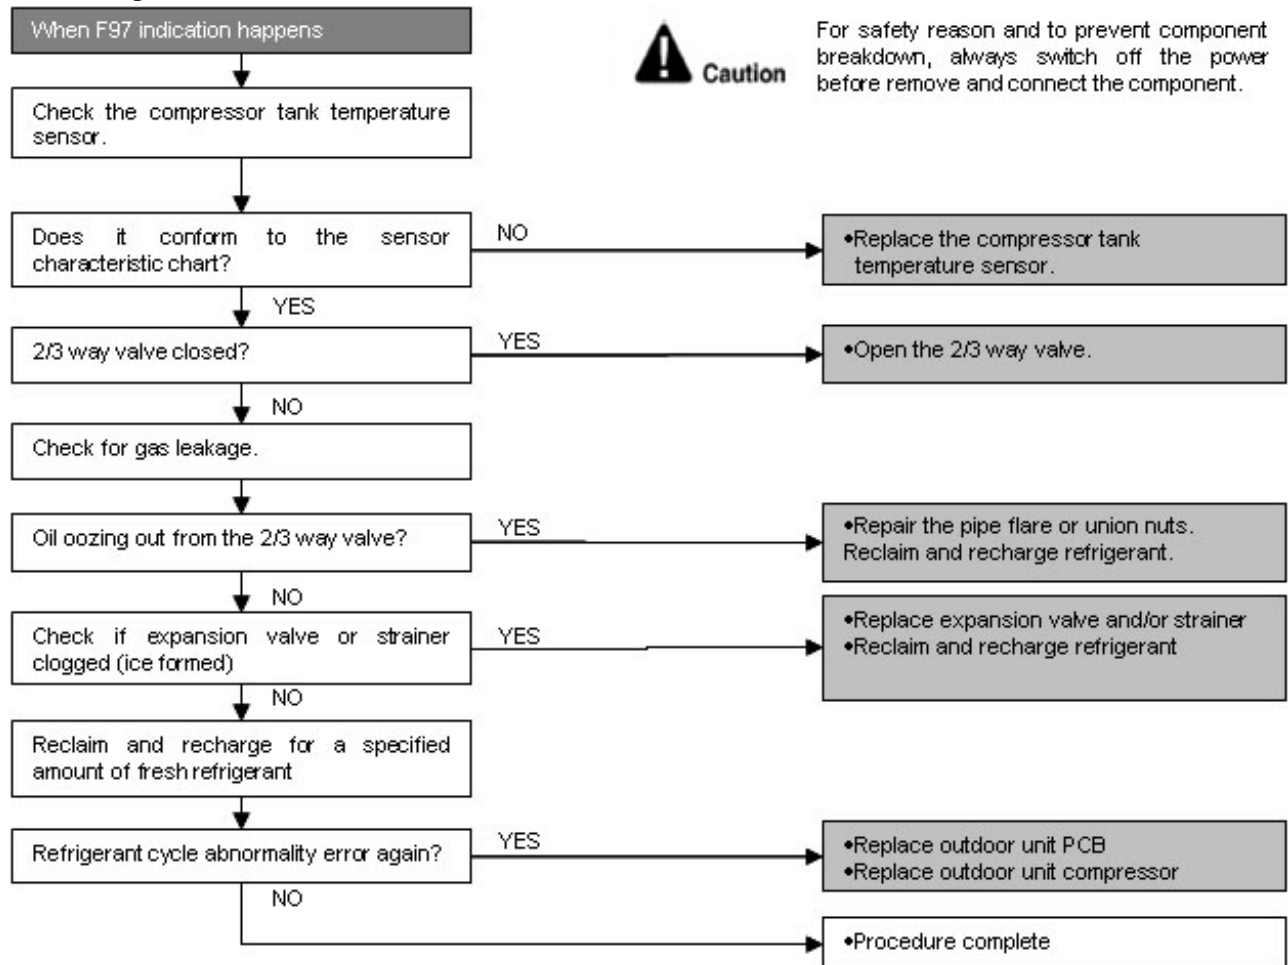 When F97 indication happens
Caution
For safety reason and to prevent component
breakdown, always switch off the power
before remove and connect the component.
Check the compressor tank temperature
sensor.
Does it conform to the sensor
characteristic chart?
NO
•Replace the compressor tank
temperature sensor.
YES
2/3 way valve closed?
YES
•Open the 2/3 way valve.
NO
Check for gas leakage.
Oil oozing out from the 2/3 way valve?
YES
•Repair the pipe flare or union nuts.
Reclaim and recharge refrigerant.
NO
Check if expansion valve or strainer
clogged (ice formed)
YES
•Replace expansion valve and/or strainer
•Reclaim and recharge refrigerant
NO
Reclaim and recharge for a specified
amount of fresh refrigerant
Refrigerant cycle abnormality error again?
YES
•Replace outdoor unit PCB
•Replace outdoor unit compressor
NO
•Procedure complete